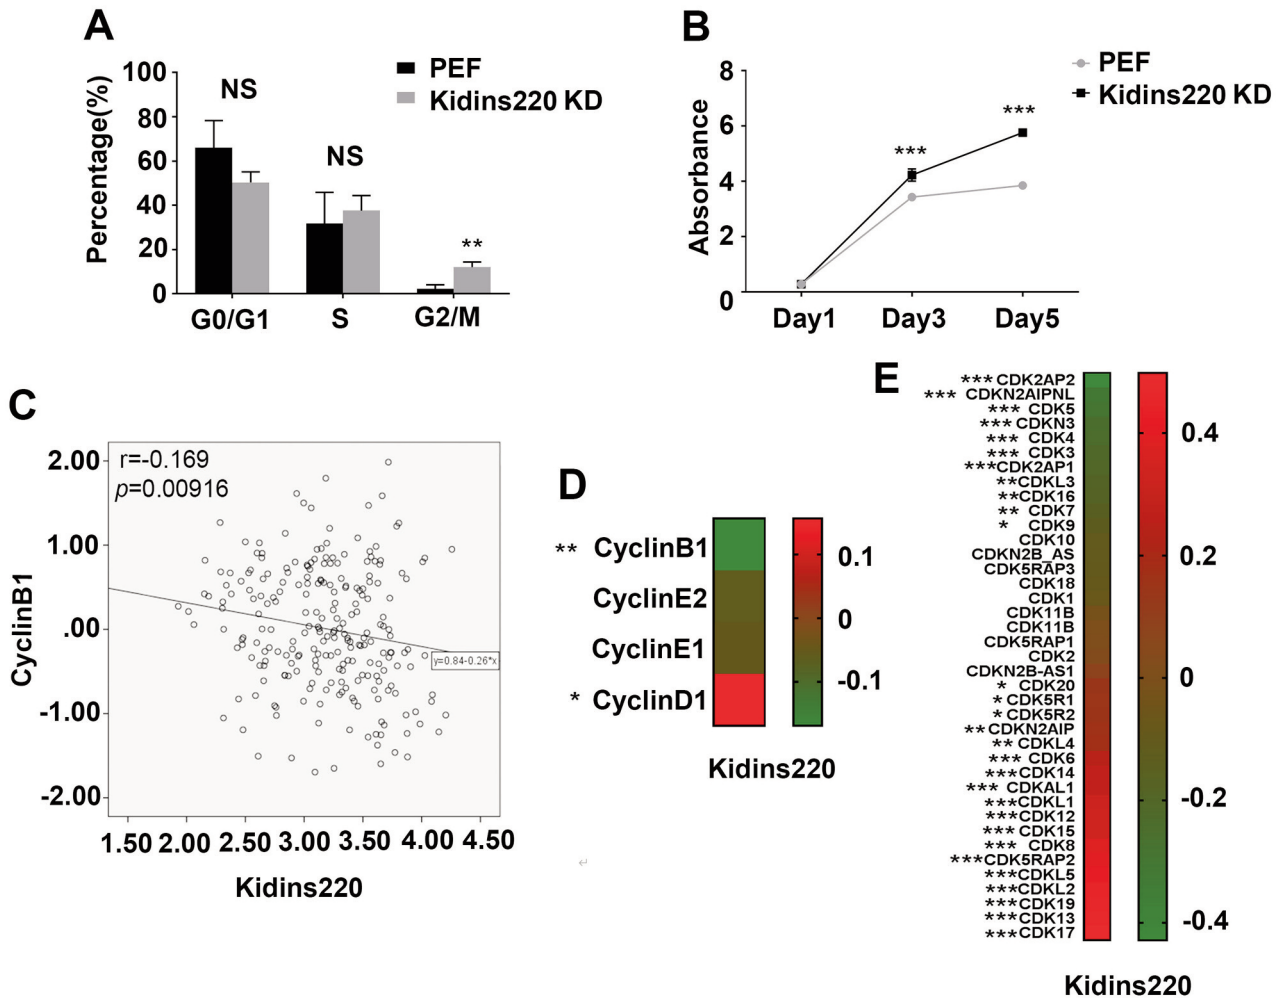 A
Percentage(%)
100
80
60
40
20
0
NS
NS
**
PEF
Kidins220 KD
G0/G1
S
G2/M
B
Absorbance
8
6
4
2
0
***
***
PEF
Kidins220 KD
Day1
Day3
Day5
C
CyclinB1
2.00
1.00
.00
-1.00
-2.00
r=-0.169
p=0.00916
y=0.84-0.26*x
1.50 2.00 2.50 3.00 3.50 4.00 4.50
Kidins220
D
** CyclinB1
CyclinE2
CyclinE1
* CyclinD1
0.1
0
-0.1
Kidins220
E
***CDK2AP2
*** CDKN2AIPNL
*** CDK5
***CDKN3
*** CDK4
*** CDK3
***CDK2AP1
**CDKL3
**CDK16
** CDK7
* CDK9
CDK10
CDKN2B_AS
CDK5RAP3
CDK18
CDK1
CDK11B
CDK11B
CDK5RAP1
CDK2
CDKN2B-AS1
* CDK20
*CDK5R1
*CDK5R2
**CDKN2AIP
**CDKL4
*** CDK6
***CDK14
*** CDKAL1
***CDKL1
***CDK12
***CDK15
*** CDK8
***CDK5RAP2
***CDKL5
***CDKL2
***CDK19
***CDK13
***CDK17
0.4
0.2
0
-0.2
-0.4
Kidins220